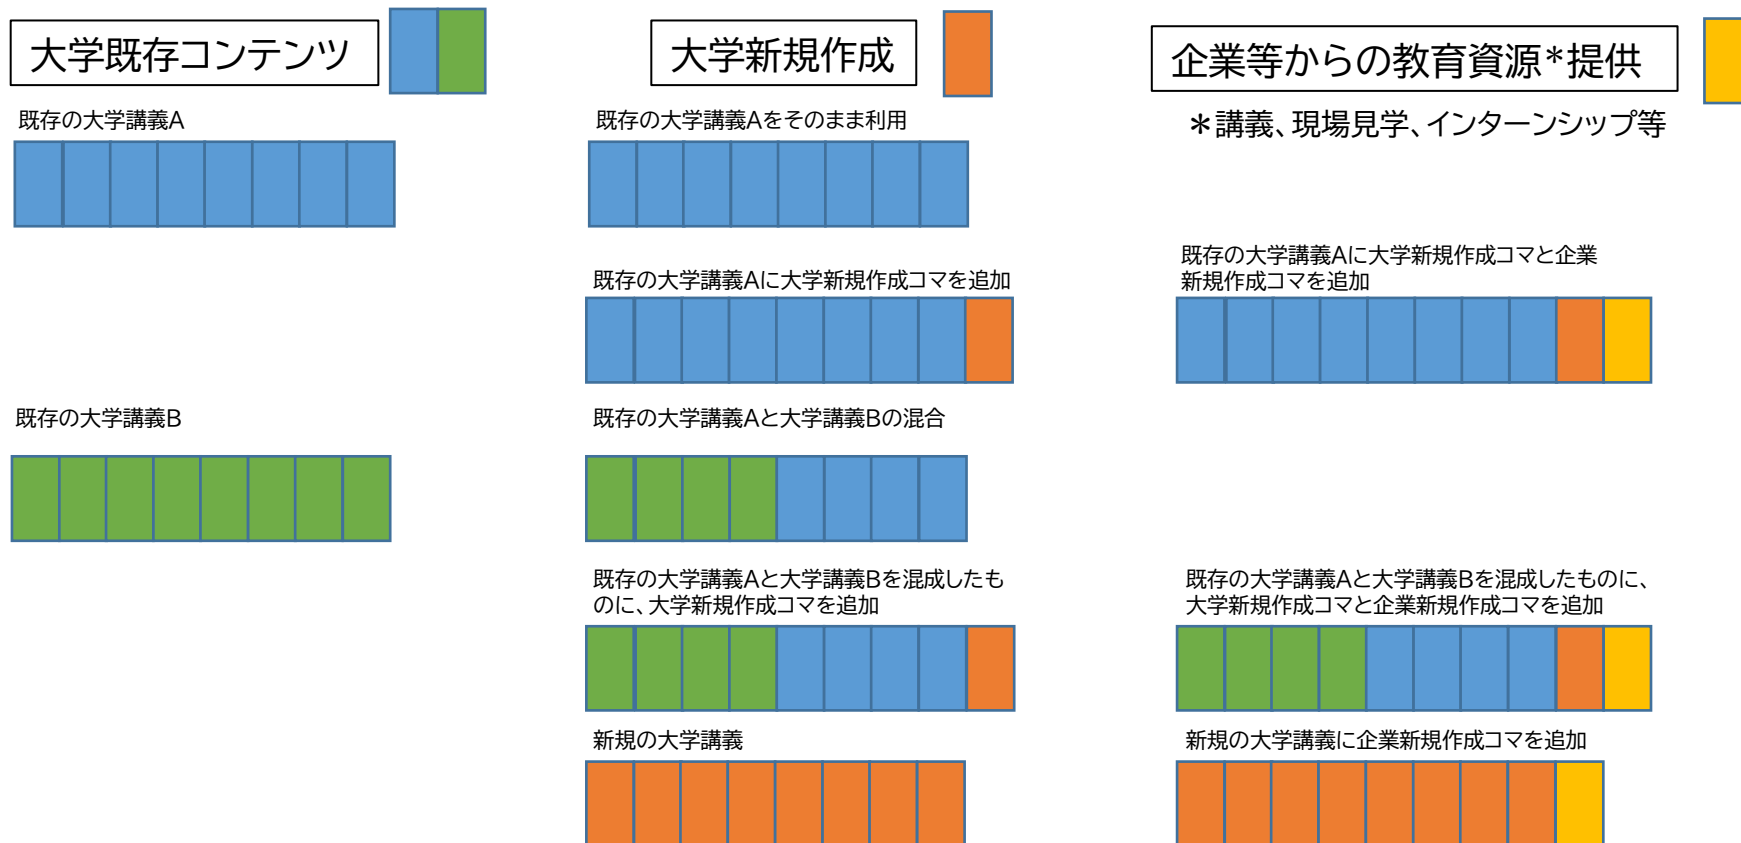 大学既存コンテンツ
大学新規作成
企業等からの教育資源*提供
＊講義、現場見学、インターンシップ等
既存の大学講義A
既存の大学講義Aをそのまま利用
既存の大学講義Aに大学新規作成コマを追加
既存の大学講義Aに大学新規作成コマと企業
新規作成コマを追加
既存の大学講義B
既存の大学講義Aと大学講義Bの混合
既存の大学講義Aと大学講義Bを混成したも
のに、大学新規作成コマを追加
既存の大学講義Aと大学講義Bを混成したものに、
大学新規作成コマと企業新規作成コマを追加
新規の大学講義
新規の大学講義に企業新規作成コマを追加